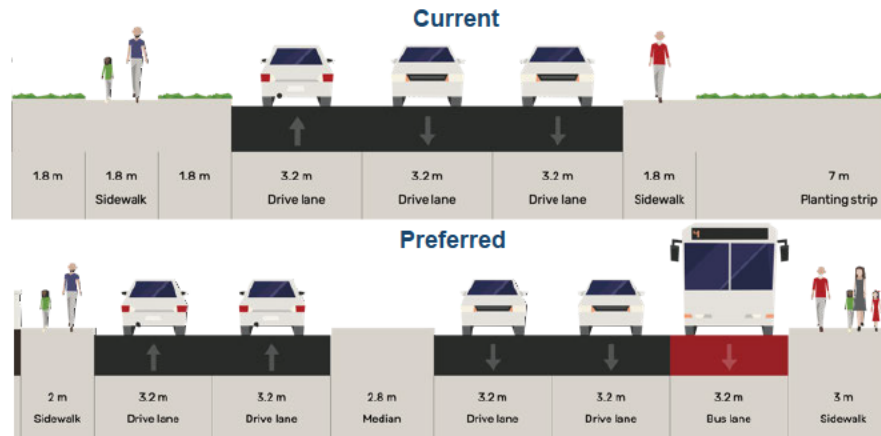 Current
1.8 m 1.8 m 1.8 m 3.2 m 3.2 m 3.2 m 1.8 m 7 m
Sidewalk Drive lane Drive lane Drive lane Sidewalk Planting strip
Preferred
4
2 m 3.2 m 3.2 m 2.8 m 3.2 m 3.2 m 3.2 m 3 m
Sidewalk Drive lane Drive lane Median Drive lane Drive lane Bus lane Sidewalk